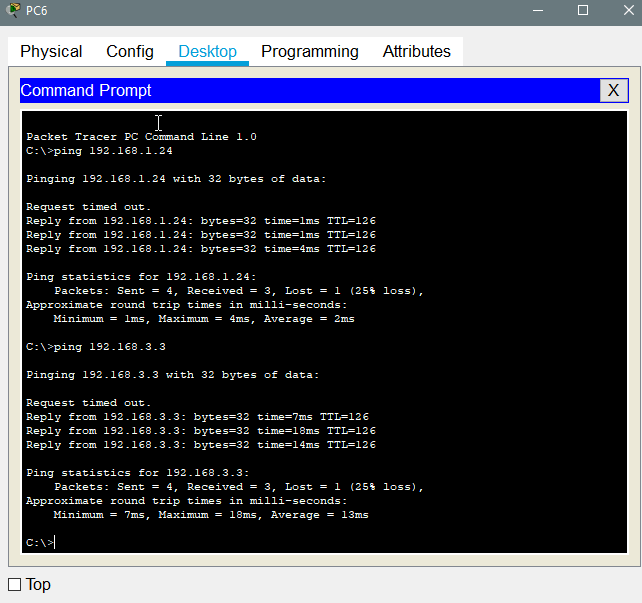 PC6
Physical Config Desktop Programming Attributes
Command Prompt X
Packet Tracer PC Command Line 1.0
C:\>ping 192.168.1.24
Pinging 192.168.1.24 with 32 bytes of data:
Request timed out.
Reply from 192.168.1.24: bytes=32 time=1ms TTL=126
Reply from 192.168.1.24: bytes=32 time=1ms TTL=126
Reply from 192.168.1.24: bytes=32 time=4ms TTL=126
Ping statistics for 192.168.1.24:
    Packets: Sent = 4, Received = 3, Lost = 1 (25% loss),
Approximate round trip times in milli-seconds:
    Minimum = 1ms, Maximum = 4ms, Average = 2ms
C:\>ping 192.168.3.3
Pinging 192.168.3.3 with 32 bytes of data:
Request timed out.
Reply from 192.168.3.3: bytes=32 time=7ms TTL=126
Reply from 192.168.3.3: bytes=32 time=18ms TTL=126
Reply from 192.168.3.3: bytes=32 time=14ms TTL=126
Ping statistics for 192.168.3.3:
    Packets: Sent = 4, Received = 3, Lost = 1 (25% loss),
Approximate round trip times in milli-seconds:
    Minimum = 7ms, Maximum = 18ms, Average = 13ms
C:\>
Top